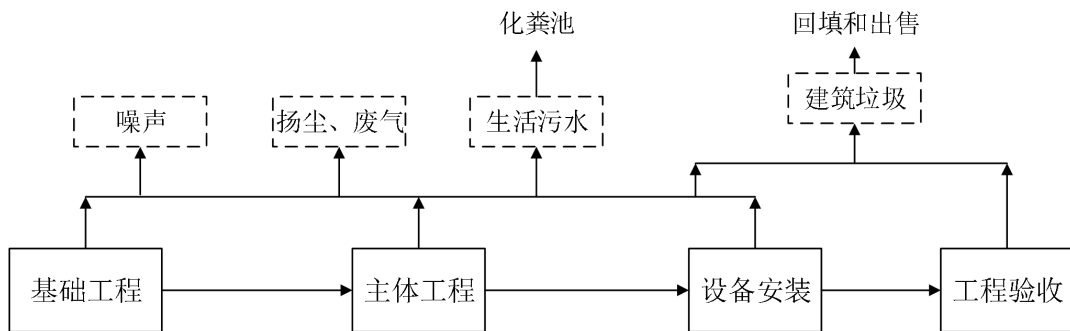 化粪池
回填和出售
噪声
扬尘、废气
生活污水
建筑垃圾
基础工程
主体工程
设备安装
工程验收